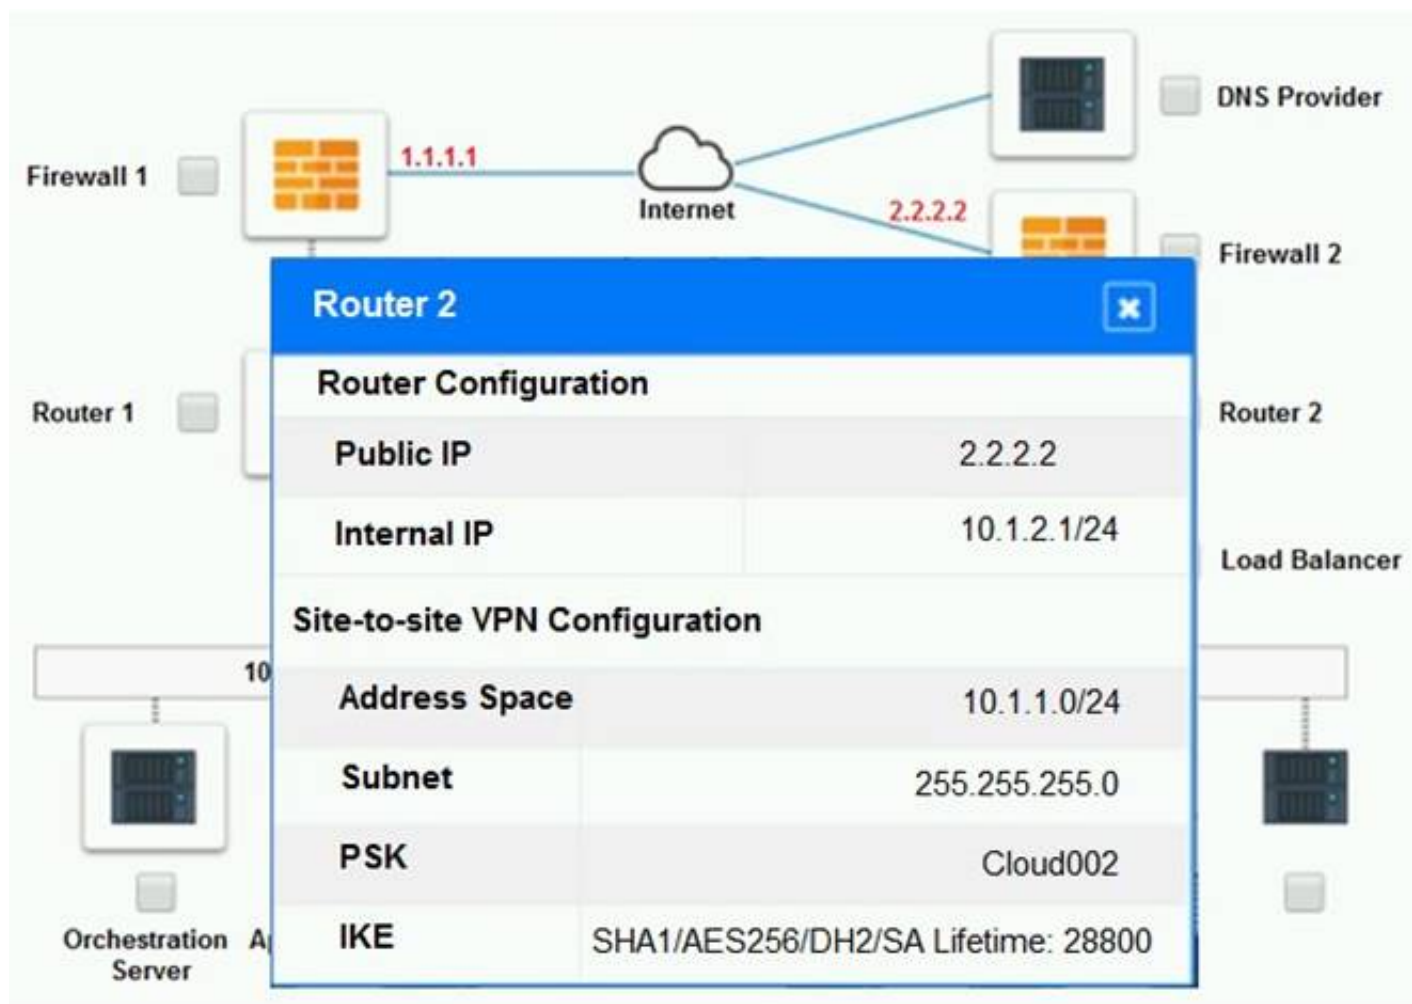 DNS Provider
Firewall 1
1.1.1.1
Internet
2.2.2.2
Firewall 2
Router 2
Router Configuration
Router 1
Router 2
Public IP 2.2.2.2
Internal IP 10.1.2.1/24
Load Balancer
Site-to-site VPN Configuration
10
Address Space 10.1.1.0/24
Subnet 255.255.255.0
PSK Cloud002
IKE SHA1/AES256/DH2/SA Lifetime: 28800
Orchestration
Server